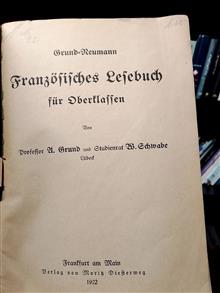 Grund-Neumann
Französisches Lesebuch
für Oberklassen
Von
Professor A. Grund und Studienrat W. Schwabe
Lübeck
Frankfurt am Main
Verlag von Moritz Diesterweg
1922